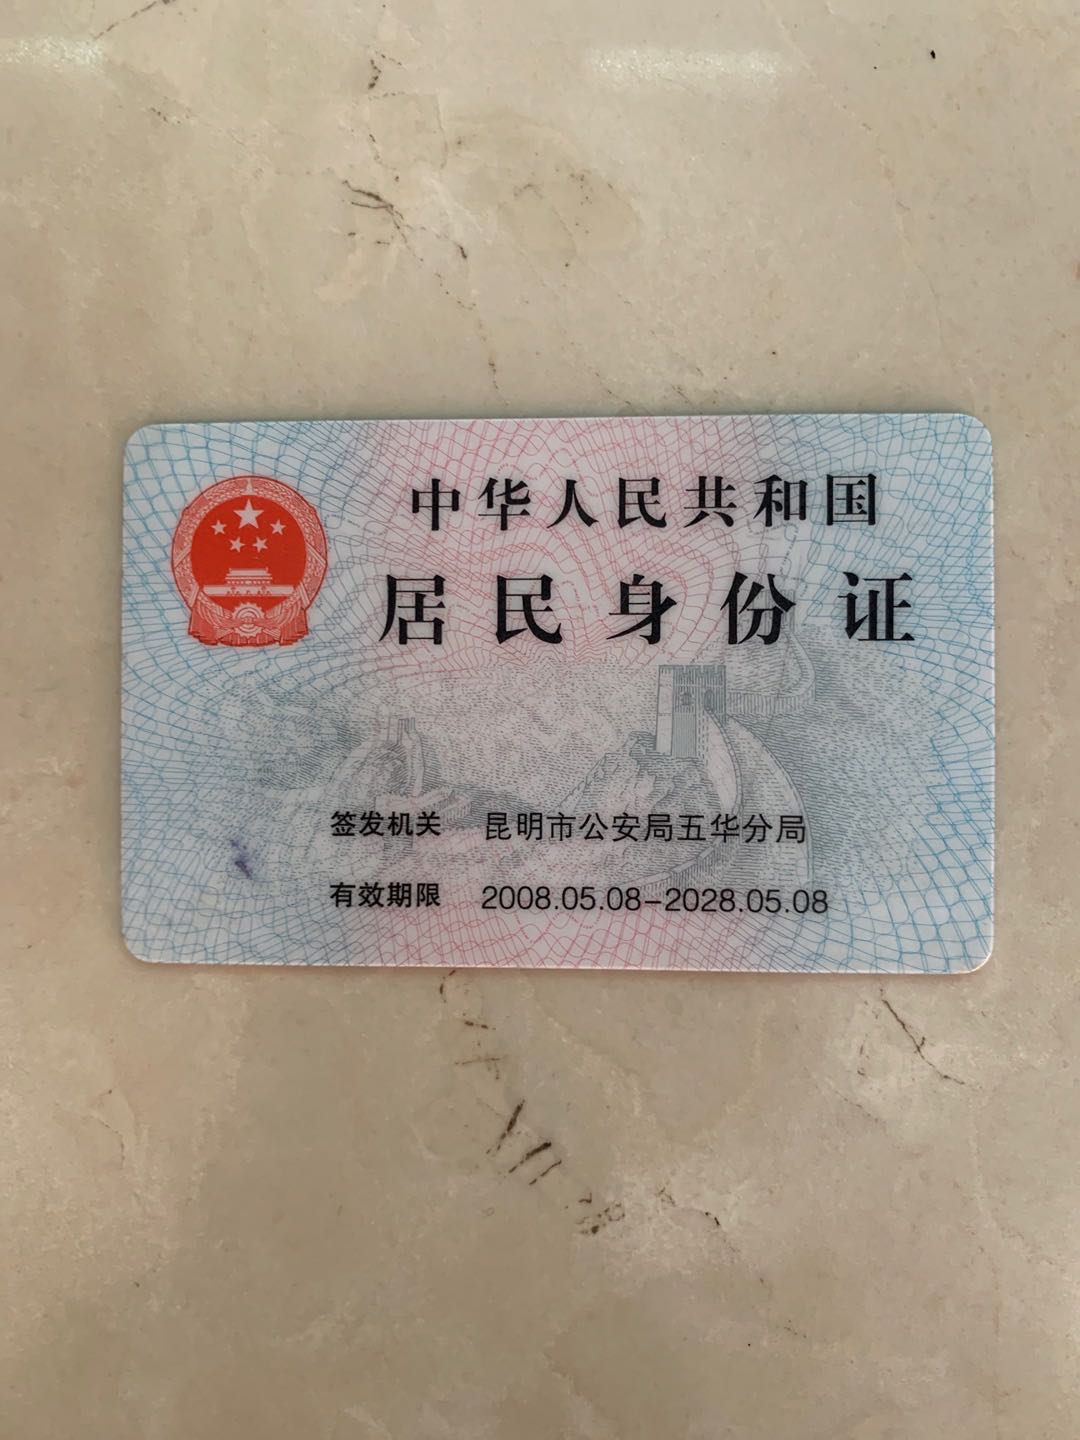 中华人民共和国
居民身份证
签发机关 昆明市公安局五华分局
有效期限 2008.05.08-2028.05.08